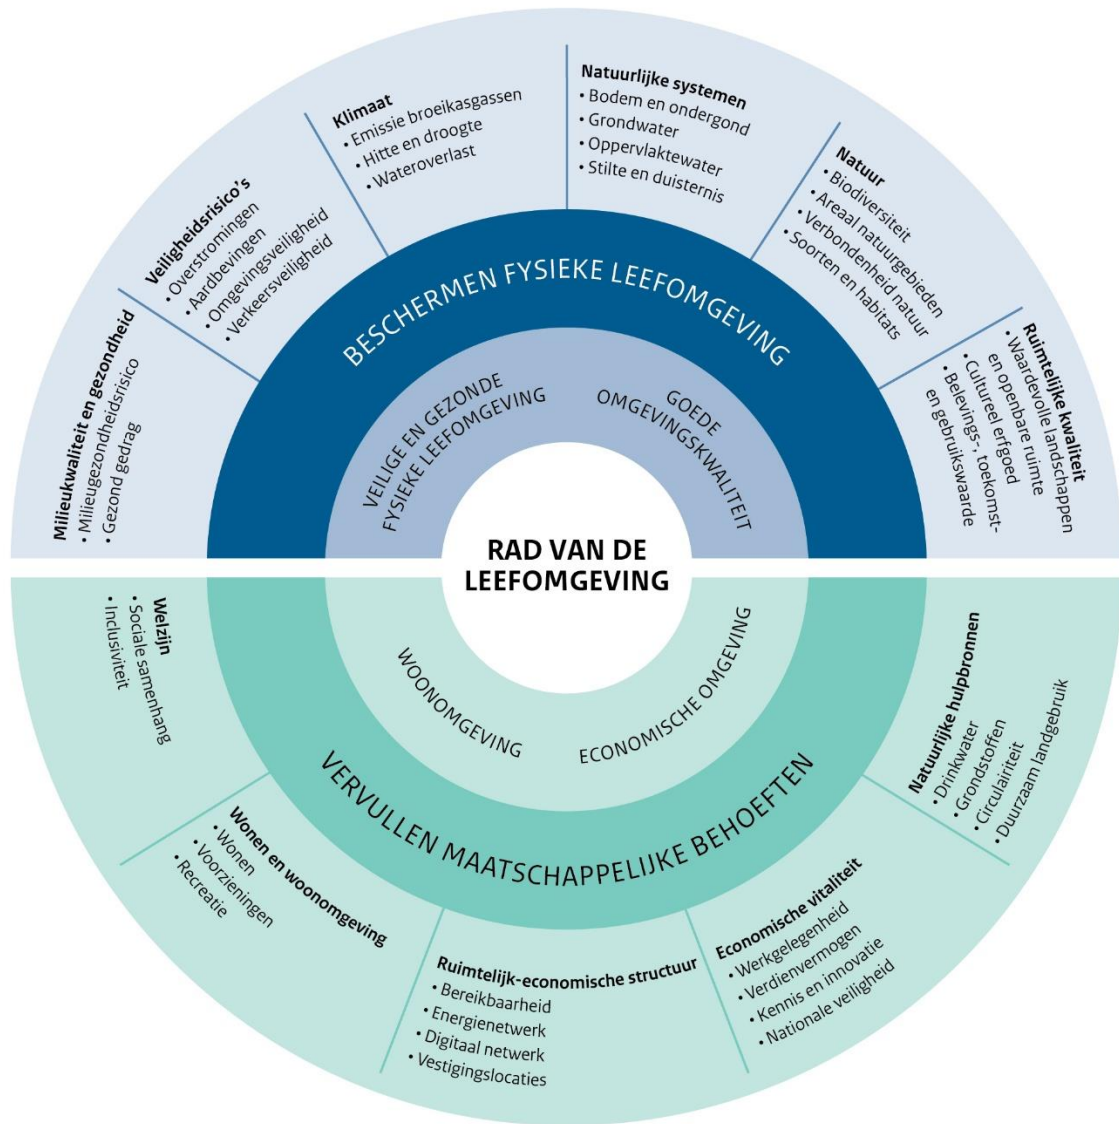 RAD VAN DE
LEEFOMGEVING
BESCHERMEN FYSIEKE LEEFOMGEVING
VEILIGE EN GEZONDE
FYSIEKE LEEFOMGEVING
GOEDE
OMGEVINGSKWALITEIT
Milieukwaliteit en gezondheid
• Milieugezondheidsrisico
• Gezond gedrag
Veiligheidsrisico's
• Overstromingen
• Aardbevingen
• Omgevingsveiligheid
• Verkeersveiligheid
Klimaat
• Emissie broeikasgassen
• Hitte en droogte
• Wateroverlast
Natuurlijke systemen
• Bodem en ondergond
• Grondwater
• Oppervlaktewater
• Stilte en duisternis
Natuur
• Biodiversiteit
• Areaal natuurgebieden
• Verbondenheid natuur
• Soorten en habitats
Ruimtelijke kwaliteit
• Waardevolle landschappen
en openbare ruimte
• Cultureel erfgoed
• Belevings-, toekomst-
en gebruikswaarde
VERVULLEN MAATSCHAPPELIJKE BEHOEFTEN
WOONOMGEVING
ECONOMISCHE OMGEVING
Welzijn
• Sociale samenhang
• Inclusiviteit
Wonen en woonomgeving
• Wonen
• Voorzieningen
• Recreatie
Ruimtelijk-economische structuur
• Bereikbaarheid
• Energienetwerk
• Digitaal netwerk
• Vestigingslocaties
Economische vitaliteit
• Werkgelegenheid
• Verdienvermogen
• Kennis en innovatie
• Nationale veiligheid
Natuurlijke hulpbronnen
• Drinkwater
• Grondstoffen
• Circulairiteit
• Duurzaam landgebruik